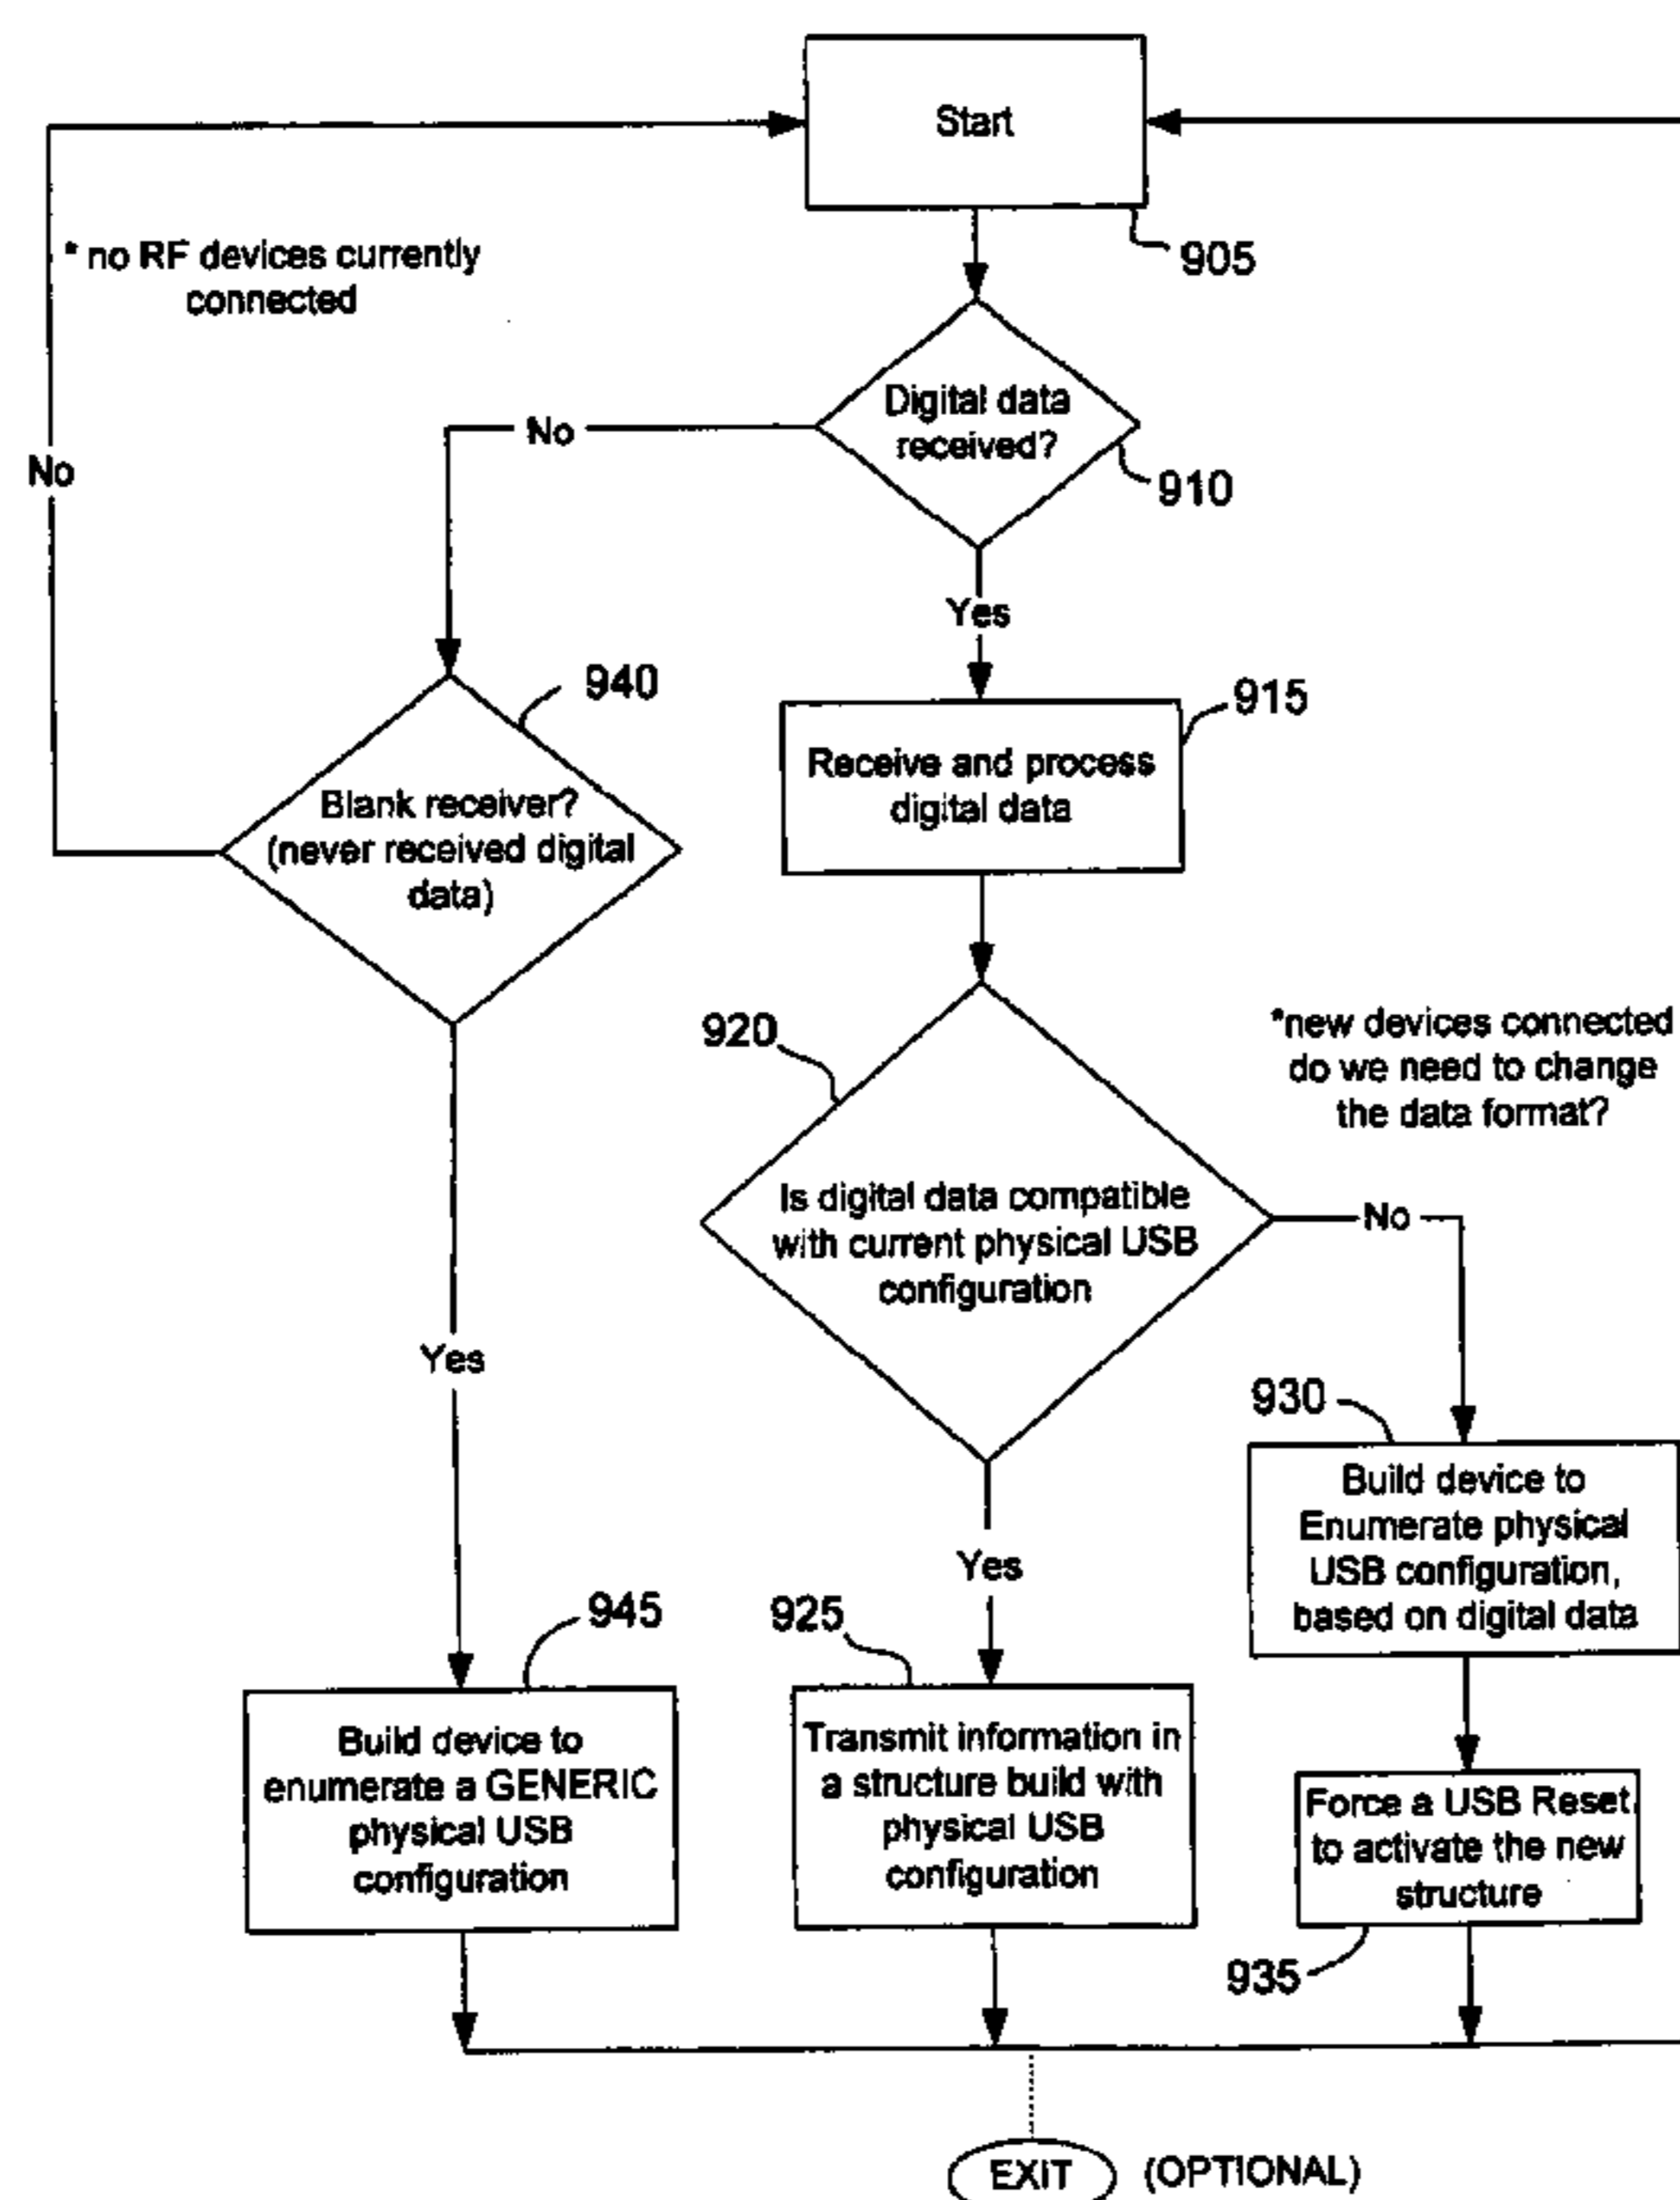 Start
905
* no RF devices currently
connected
Digital data
received?
910
No
No
Yes
940
915
Receive and process
digital data
Blank receiver?
(never received digital
data)
920
*new devices connected
do we need to change
the data format?
Is digital data compatible
with current physical USB
configuration
No
Yes
Yes
930
Build device to
Enumerate physical
USB configuration,
based on digital data
945
925
Build device to
enumerate a GENERIC
physical USB
configuration
Transmit information in
a structure build with
physical USB
configuration
Force a USB Reset
to activate the new
structure
935
EXIT
(OPTIONAL)